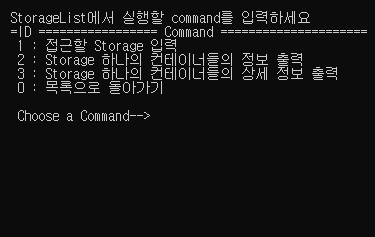 StorageList에서 실행할 command를 입력하세요
=ID ================= Command =====================
1 : 접근할 Storage 입력
2 : Storage 하나의 컨테이너들의 정보 출력
3 : Storage 하나의 컨테이너들의 상세 정보 출력
0 : 목록으로 돌아가기
Choose a Command-->